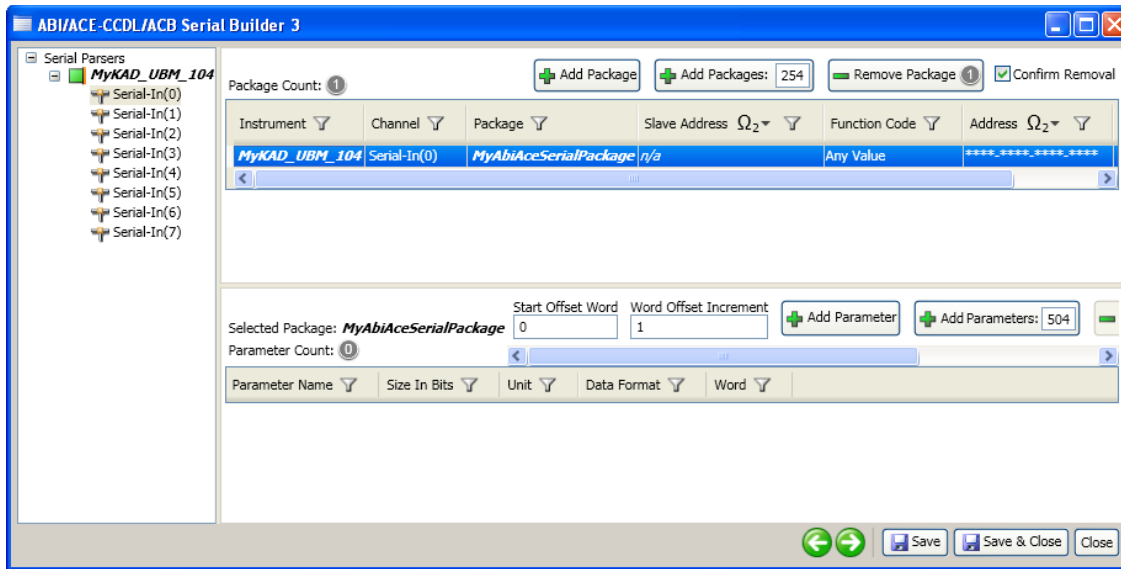 ABI/ACE-CCDL/ACB Serial Builder 3
Serial Parsers
MyKAD_UBM_104
Serial-In(0)
Serial-In(1)
Serial-In(2)
Serial-In(3)
Serial-In(4)
Serial-In(5)
Serial-In(6)
Serial-In(7)
Package Count: 1
Add Package
Add Packages: 254
Remove Package 1
Confirm Removal
Instrument Channel Package Slave Address Ω2 Function Code Address Ω2
MyKAD_UBM_104 Serial-In(0) MyAbiAceSerialPackage n/a Any Value ****_****_****_****
Start Offset Word Word Offset Increment
Selected Package: MyAbiAceSerialPackage 0 1 Add Parameter Add Parameters: 504
Parameter Count: 0
Parameter Name Size In Bits Unit Data Format Word
Save Save & Close Close